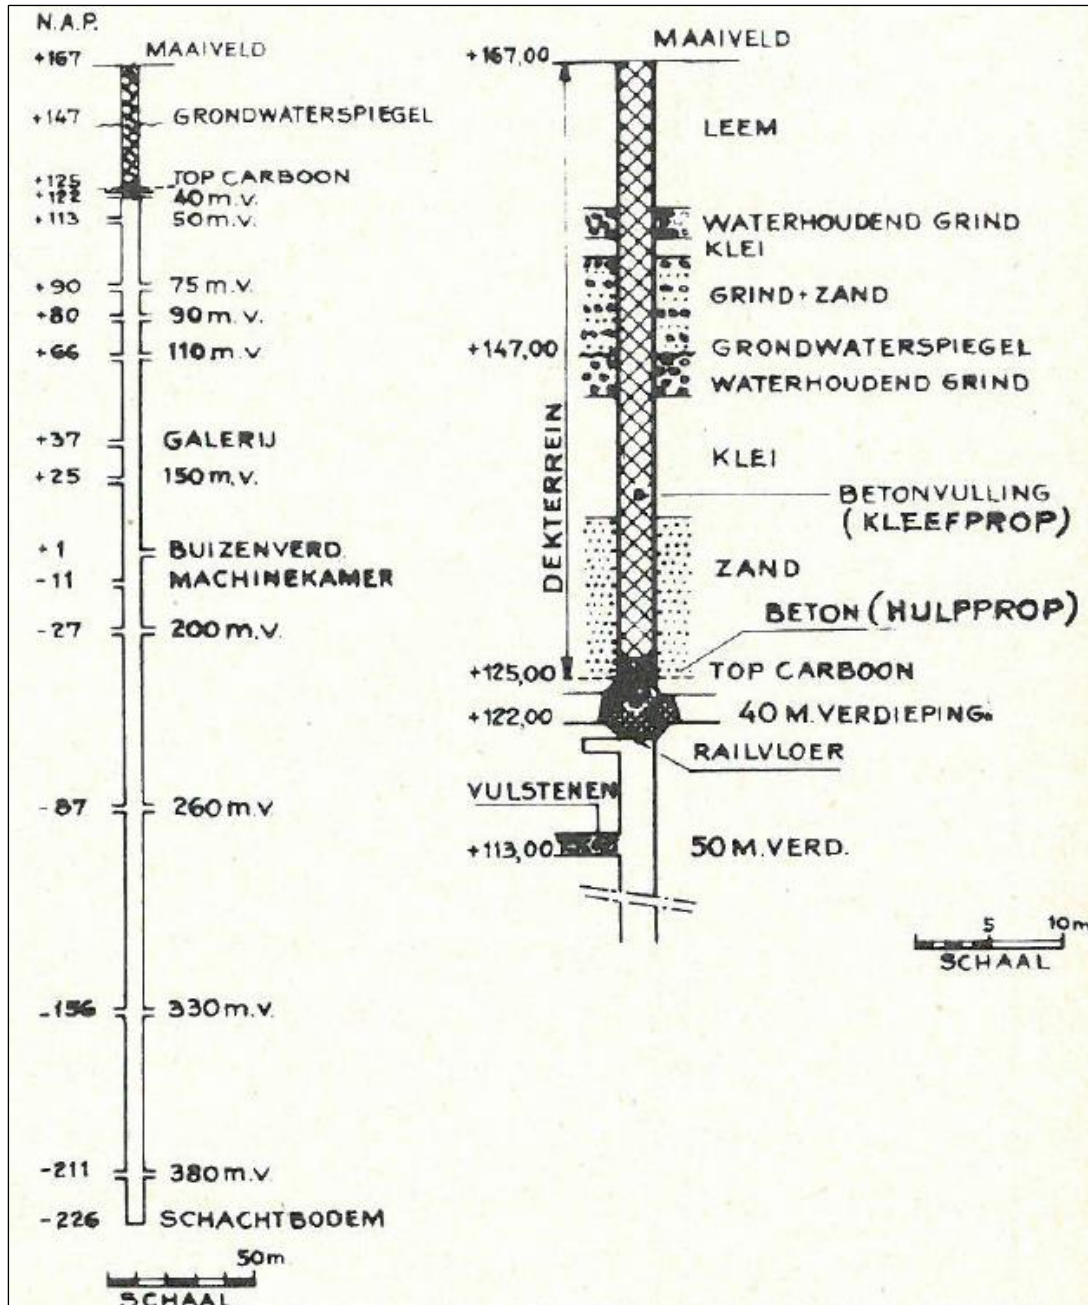 N.A.P.
+167 MAAIVELD
+147 GRONDWATERSPIEGEL
+125 TOP CARBOON
+122 40 m.v.
+113 50 m.v.
+90 75 m.v.
+80 90 m.v.
+66 110 m.v.
+37 GALERIJ
+25 150 m.v.
+1 BUIZENVERD.
-11 MACHINEKAMER
-27 200 m.v.
-87 260 m.v.
-156 330 m.v.
-211 380 m.v.
-226 SCHACHTBODEM
50m
SCHAAL
+167,00 MAAIVELD
LEEM
WATERHOUDEND GRIND
KLEI
GRIND + ZAND
+147,00 GRONDWATERSPIEGEL
WATERHOUDEND GRIND
DEKTERREIN
KLEI
BETONVULLING
(KLEEFPROP)
ZAND
BETON (HULPPROP)
+125,00 TOP CARBOON
+122,00 40 M. VERDIEPING.
RAILVLOER
VULSTENEN
+113,00 50 M. VERD.
5 10m
SCHAAL